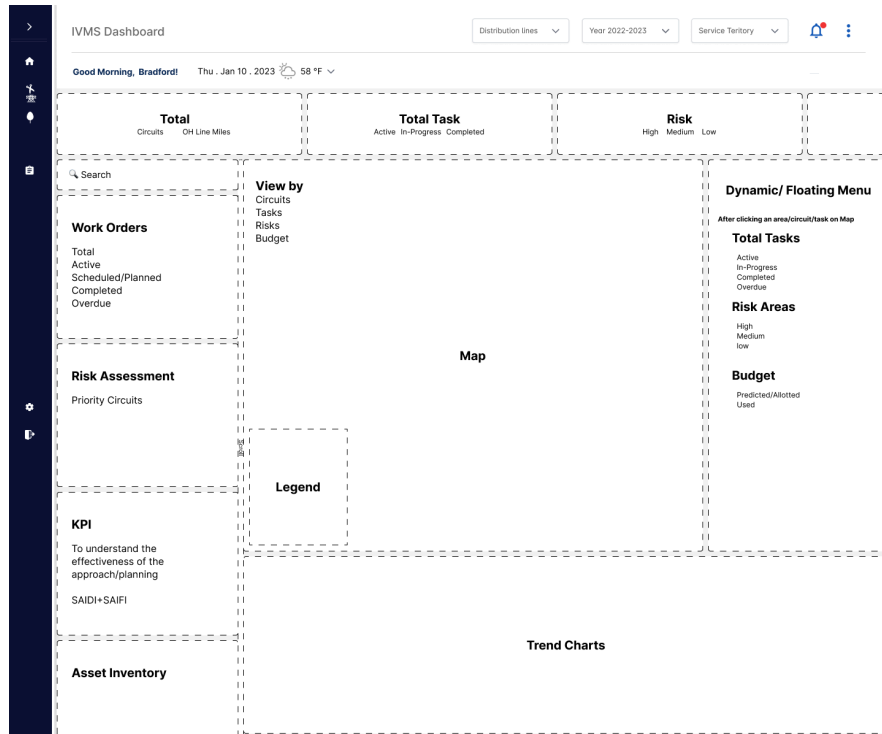 IVMS Dashboard
Distribution lines
Year 2022-2023
Service Teritory
Good Morning, Bradford!
Thu . Jan 10 . 2023
58 °F
Total
Circuits OH Line Miles
Total Task
Active In-Progress Completed
Risk
High Medium Low
Search
Work Orders
Total
Active
Scheduled/Planned
Completed
Overdue
Risk Assessment
Priority Circuits
KPI
To understand the
effectiveness of the
approach/planning
SAIDI+SAIFI
Asset Inventory
View by
Circuits
Tasks
Risks
Budget
Map
Legend
Dynamic/ Floating Menu
After clicking an area/circuit/task on Map
Total Tasks
Active
In-Progress
Completed
Overdue
Risk Areas
High
Medium
low
Budget
Predicted/Allotted
Used
Trend Charts